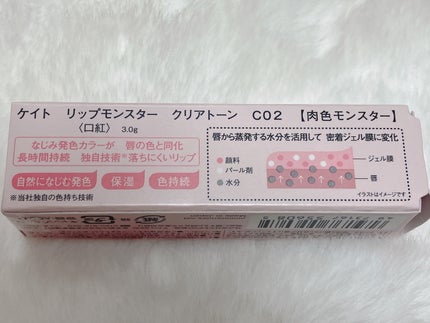 ケイト リップモンスター クリアトーン C02 【肉色モンスター】
〈口紅〉 3.0g
なじみ発色カラーが 唇の色と同化
長時間持続 独自技術※落ちにくいリップ
自然になじむ発色 保湿 色持続
※当社独自の色持ち技術
唇から蒸発する水分を活用して 密着ジェル膜に変化
顔料
パール剤
水分
ジェル膜
唇
イラストはイメージです